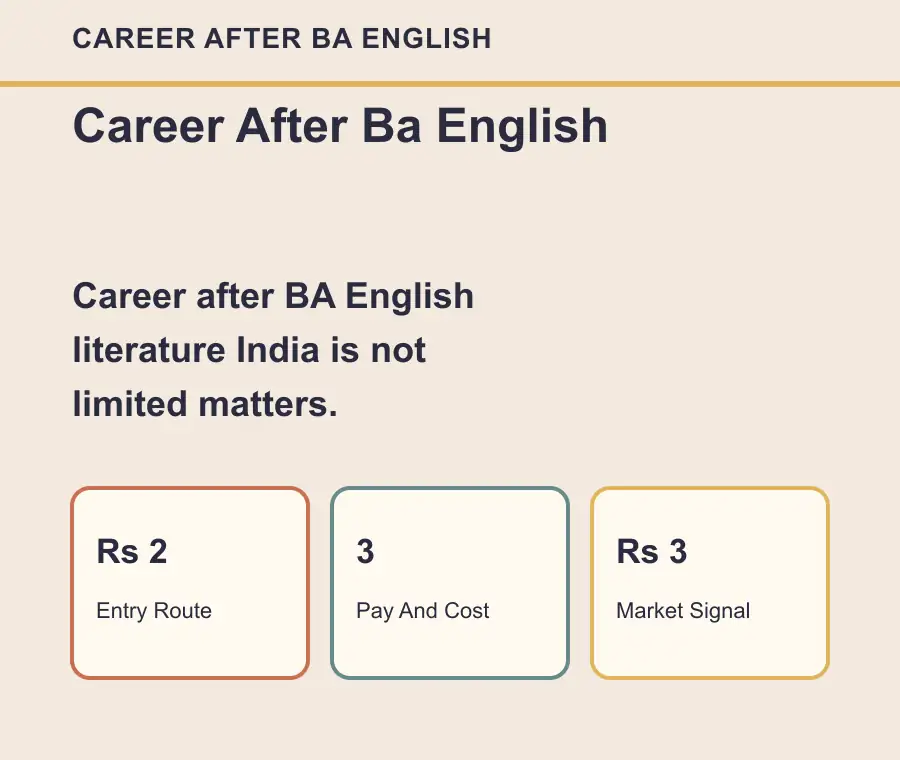 CAREER AFTER BA ENGLISH
Career After Ba English
Career after BA English
literature India is not
limited matters.
Rs 2
Entry Route
3
Pay And Cost
Rs 3
Market Signal